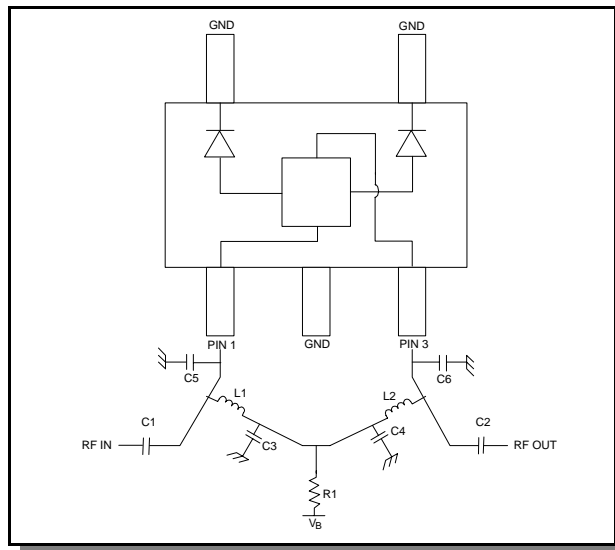 GND GND
PIN 1 GND PIN 3
C5 C6
L1 L2
C1 C2
C3 C4
RF IN RF OUT
R1
VB